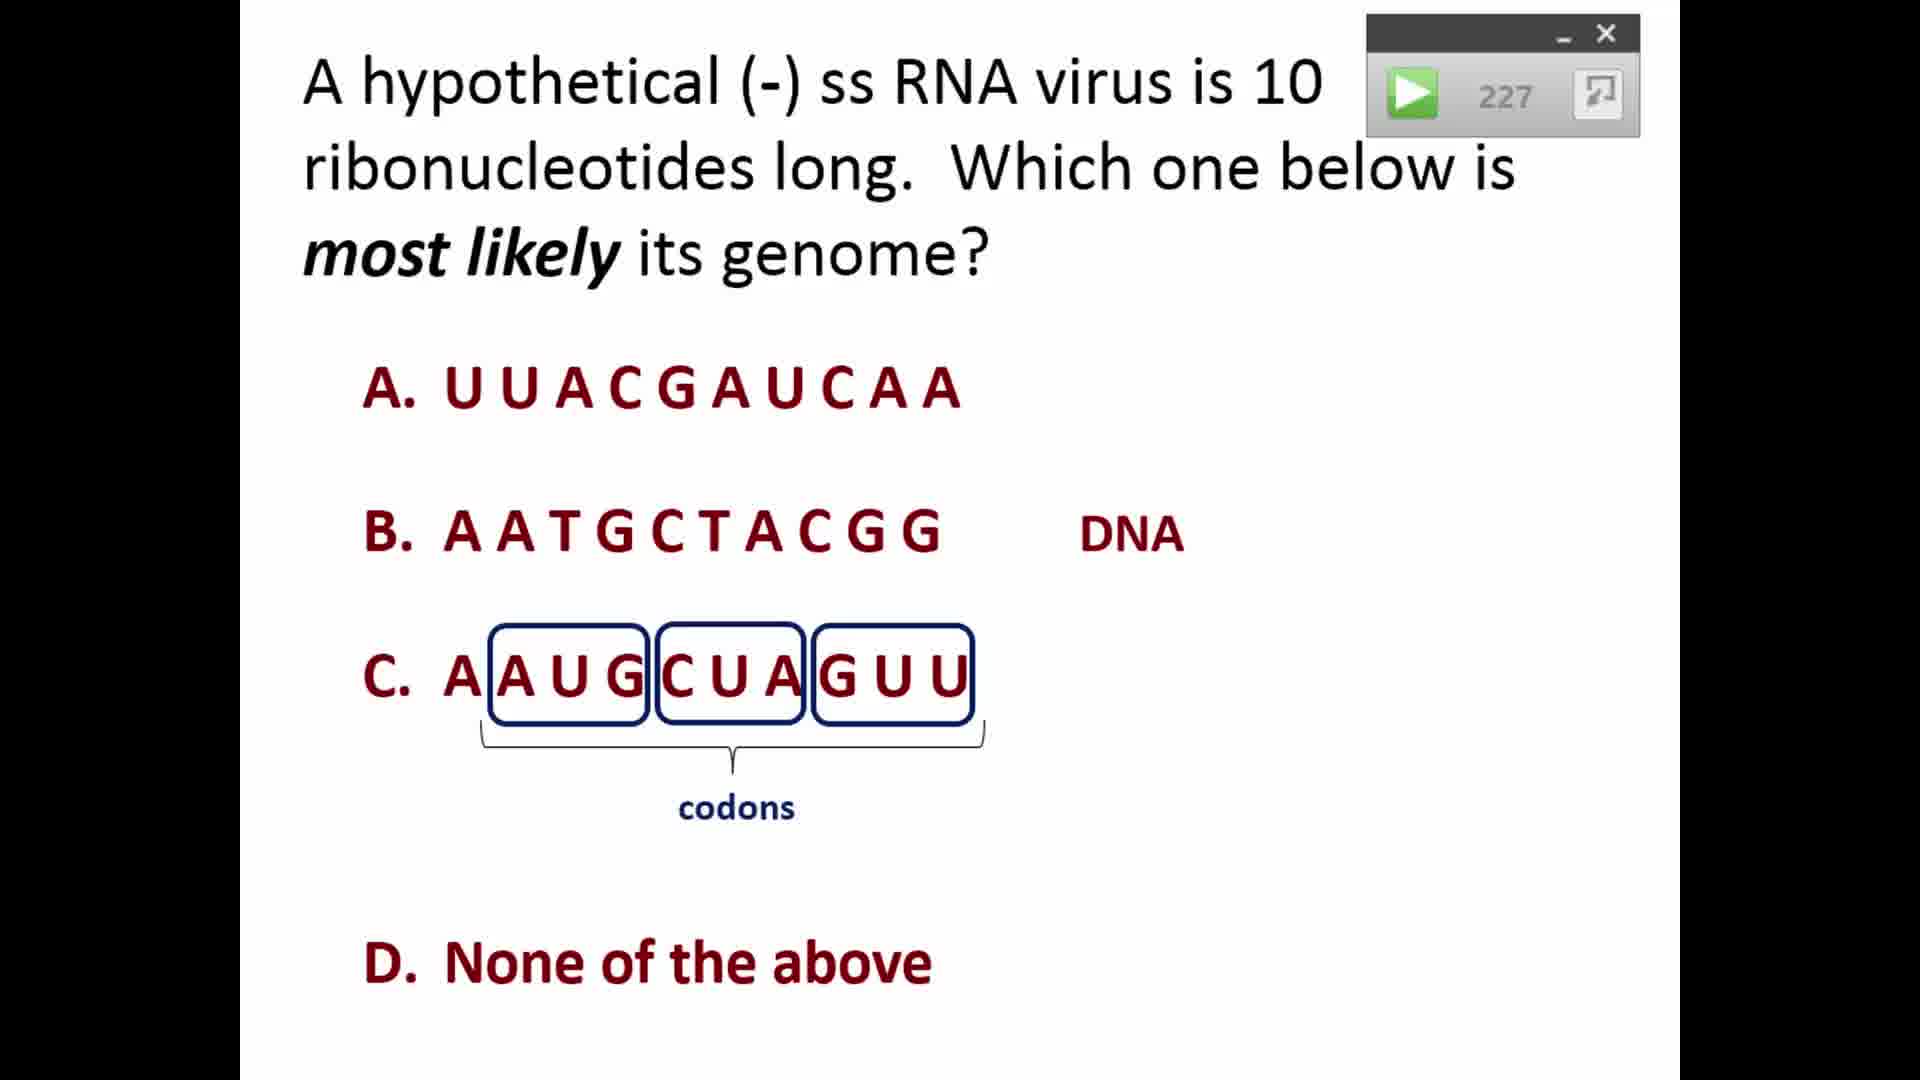 A hypothetical (-) ss RNA virus is 10
ribonucleotides long. Which one below is
most likely its genome?
227
A. U U A C G A U C A A
B. A A T G C T A C G G DNA
C. A A U G C U A G U U
codons
D. None of the above